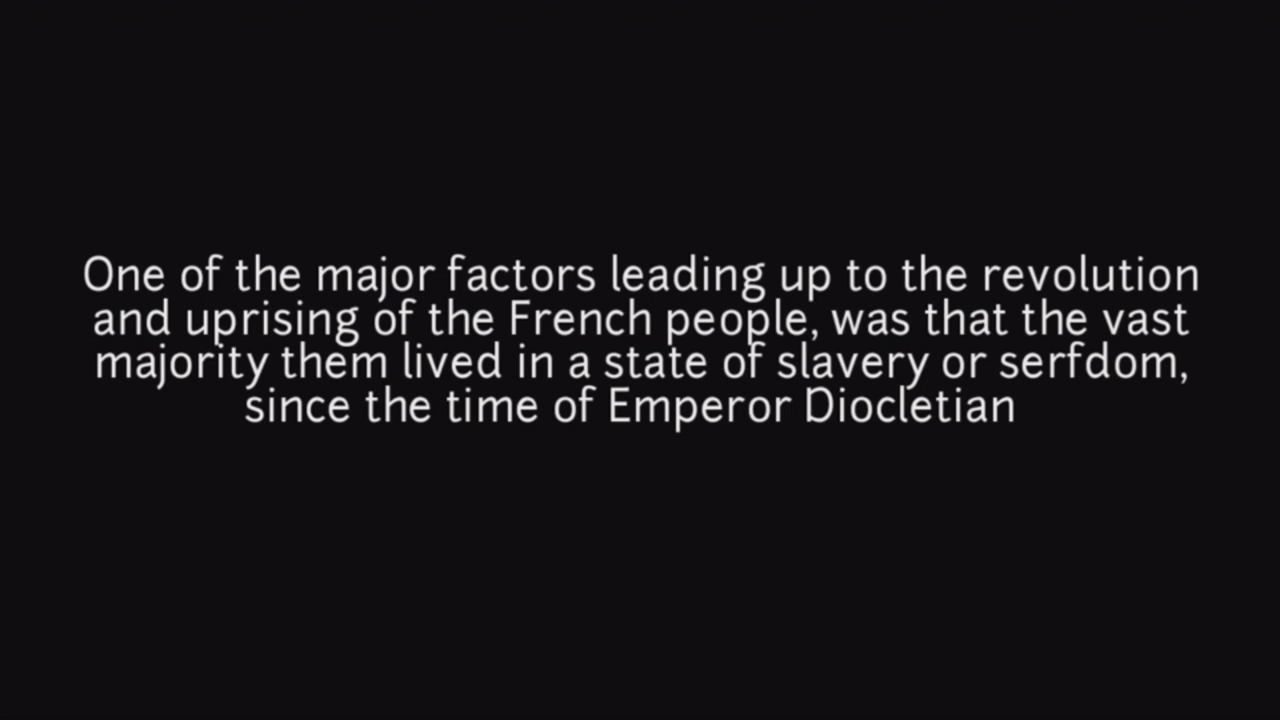 One of the major factors leading up to the revolution
and uprising of the French people, was that the vast
majority them lived in a state of slavery or serfdom,
since the time of Emperor Diocletian